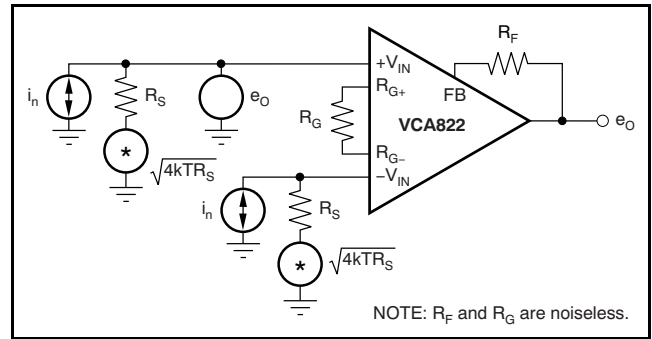 R_F
+V_IN
i_n
R_S
e_O
R_G+
FB
R_G
VCA822
e_O
*
√4kTR_S
R_G−
−V_IN
i_n
R_S
*
√4kTR_S
NOTE: R_F and R_G are noiseless.